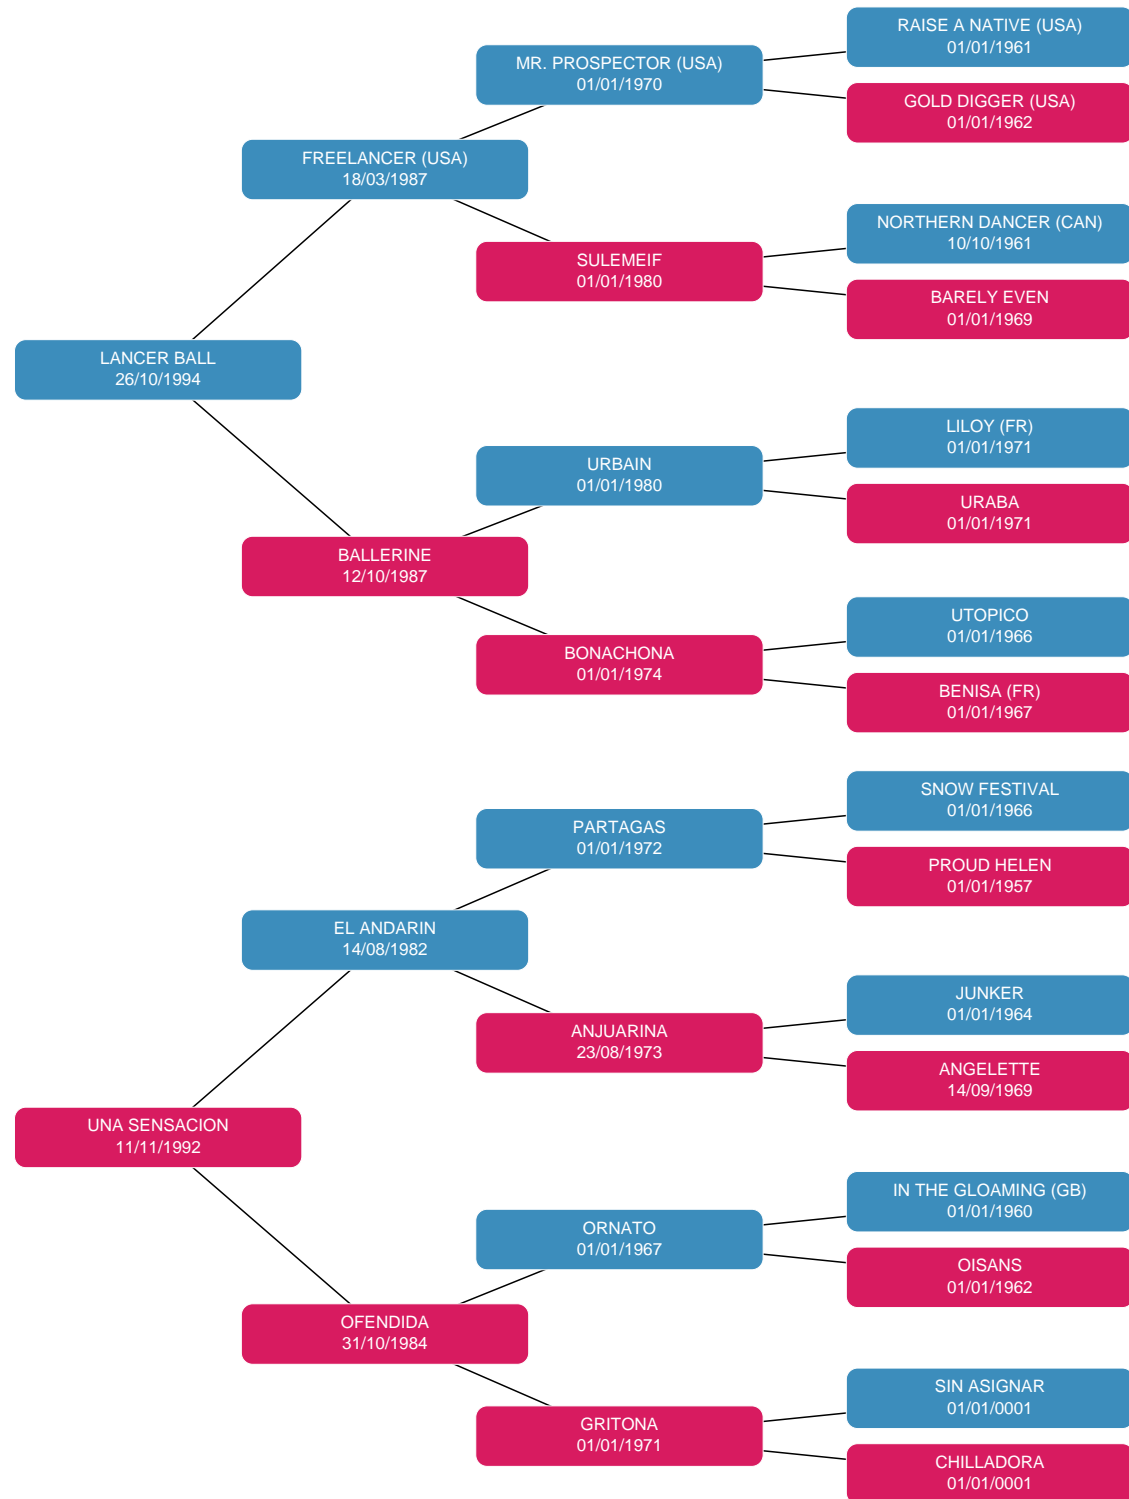 RAISE A NATIVE (USA)
01/01/1961
MR. PROSPECTOR (USA)
01/01/1970
GOLD DIGGER (USA)
01/01/1962
FREELANCER (USA)
18/03/1987
NORTHERN DANCER (CAN)
10/10/1961
SULEMEIF
01/01/1980
BARELY EVEN
01/01/1969
LANCER BALL
26/10/1994
LILOY (FR)
01/01/1971
URBAIN
01/01/1980
URABA
01/01/1971
BALLERINE
12/10/1987
UTOPICO
01/01/1966
BONACHONA
01/01/1974
BENISA (FR)
01/01/1967
SNOW FESTIVAL
01/01/1966
PARTAGAS
01/01/1972
PROUD HELEN
01/01/1957
EL ANDARIN
14/08/1982
JUNKER
01/01/1964
ANJUARINA
23/08/1973
ANGELETTE
14/09/1969
UNA SENSACION
11/11/1992
IN THE GLOAMING (GB)
01/01/1960
ORNATO
01/01/1967
OISANS
01/01/1962
OFENDIDA
31/10/1984
SIN ASIGNAR
01/01/0001
GRITONA
01/01/1971
CHILLADORA
01/01/0001